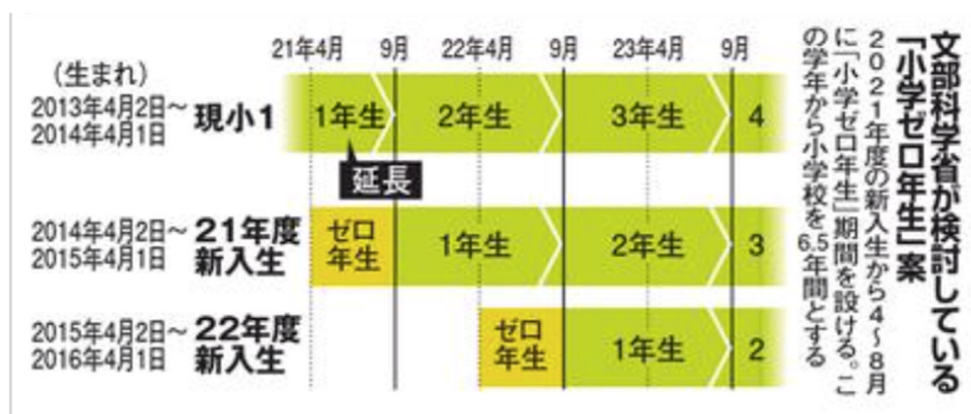 文部科学省が検討している
「小学ゼロ年生」案
2021年度の新入生から4～8月
に「小学ゼロ年生」期間を設ける。こ
の学年から小学校を6.5年間とする
21年4月 9月 22年4月 9月 23年4月 9月
(生まれ)
2013年4月2日～
2014年4月1日
現小1
1年生 2年生 3年生 4
延長
2014年4月2日～
2015年4月1日
21年度
新入生
ゼロ
年生
1年生 2年生 3
2015年4月2日～
2016年4月1日
22年度
新入生
ゼロ
年生
1年生 2